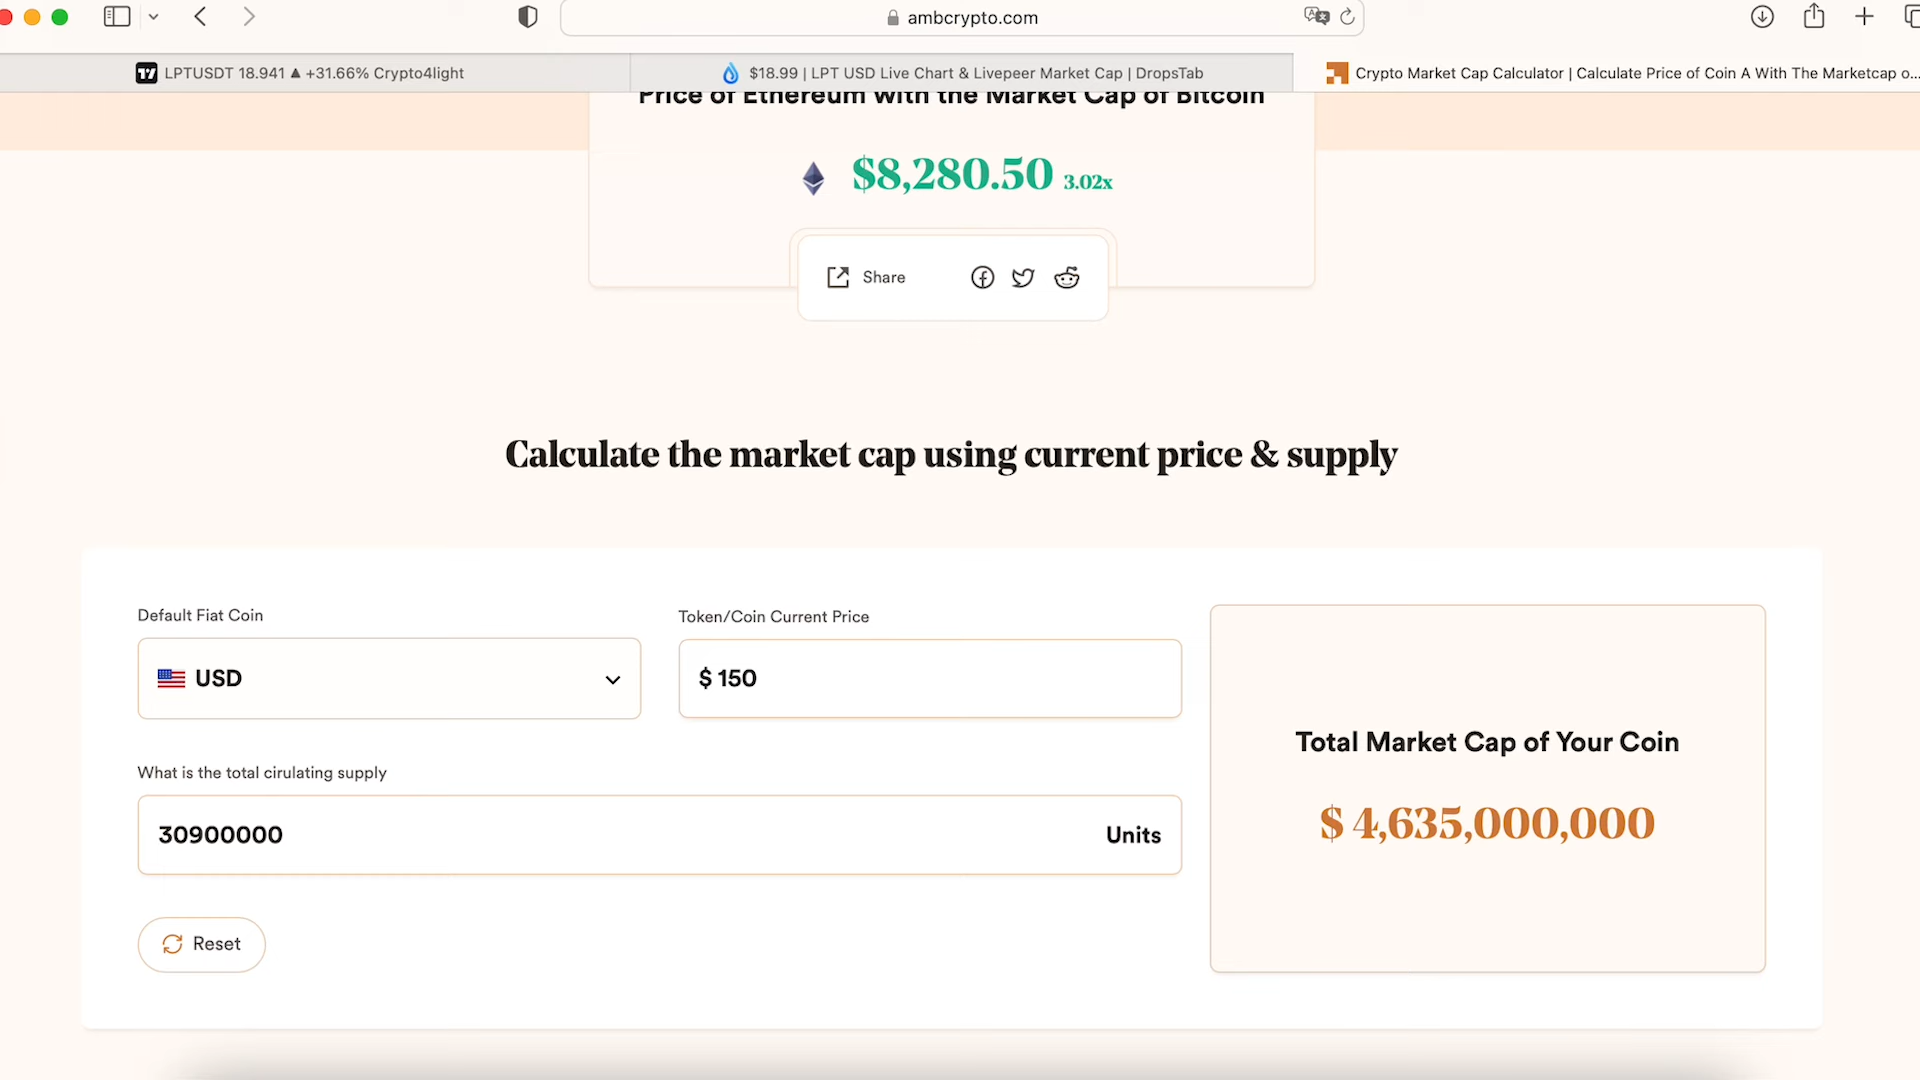 ambcrypto.com
LPTUSDT 18.941 ▲ +31.66% Crypto4light
$18.99 | LPT USD Live Chart & Livepeer Market Cap | DropsTab
Crypto Market Cap Calculator | Calculate Price of Coin A With The Marketcap o...
Price of Ethereum with the Market Cap of Bitcoin
$8,280.50 3.02x
Share
Calculate the market cap using current price & supply
Default Fiat Coin
USD
Token/Coin Current Price
$ 150
What is the total cirulating supply
30900000 Units
Reset
Total Market Cap of Your Coin
$ 4,635,000,000